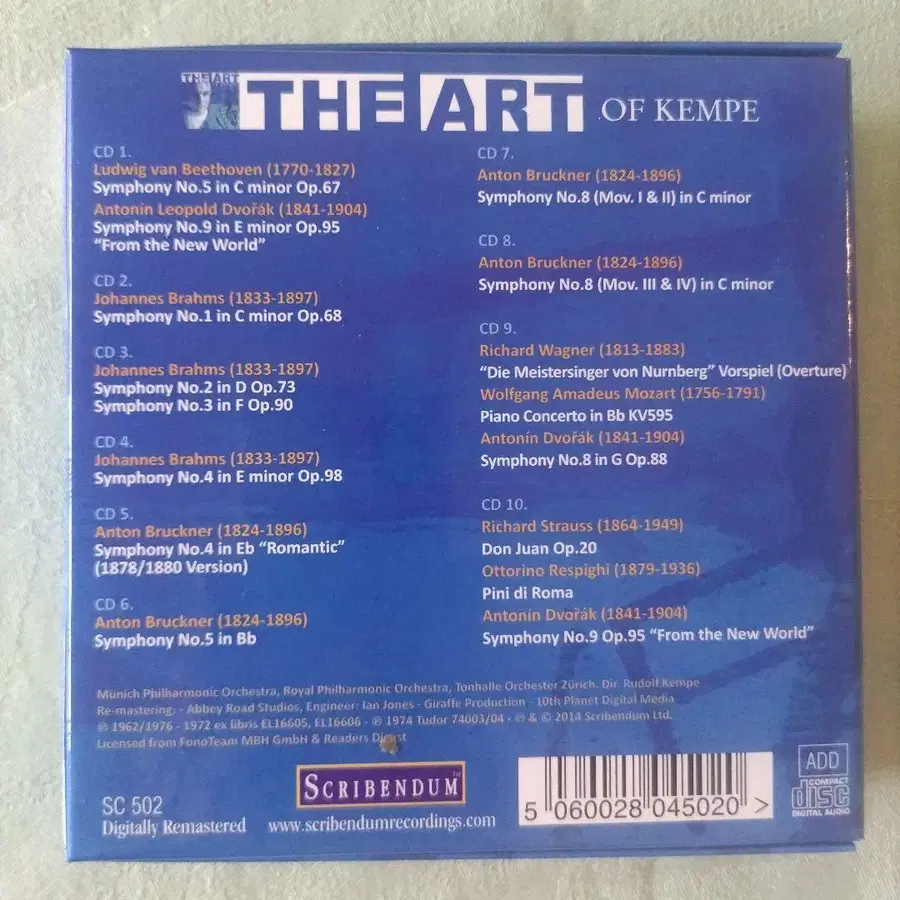 THE ART
THE ART OF KEMPE
CD 1.
Ludwig van Beethoven (1770-1827)
Symphony No.5 in C minor Op.67
Antonín Leopold Dvořák (1841-1904)
Symphony No.9 in E minor Op.95
“From the New World”
CD 2.
Johannes Brahms (1833-1897)
Symphony No.1 in C minor Op.68
CD 3.
Johannes Brahms (1833-1897)
Symphony No.2 in D Op.73
Symphony No.3 in F Op.90
CD 4.
Johannes Brahms (1833-1897)
Symphony No.4 in E minor Op.98
CD 5.
Anton Bruckner (1824-1896)
Symphony No.4 in Eb “Romantic”
(1878/1880 Version)
CD 6.
Anton Bruckner (1824-1896)
Symphony No.5 in Bb
CD 7.
Anton Bruckner (1824-1896)
Symphony No.8 (Mov. I & II) in C minor
CD 8.
Anton Bruckner (1824-1896)
Symphony No.8 (Mov. III & IV) in C minor
CD 9.
Richard Wagner (1813-1883)
“Die Meistersinger von Nurnberg” Vorspiel (Overture)
Wolfgang Amadeus Mozart (1756-1791)
Piano Concerto in Bb KV595
Antonín Dvořák (1841-1904)
Symphony No.8 in G Op.88
CD 10.
Richard Strauss (1864-1949)
Don Juan Op.20
Ottorino Respighi (1879-1936)
Pini di Roma
Antonín Dvořák (1841-1904)
Symphony No.9 Op.95 “From the New World”
Munich Philharmonic Orchestra, Royal Philharmonic Orchestra, Tonhalle Orchester Zürich. Dir. Rudolf Kempe
Re-mastering: - Abbey Road Studios, Engineer: Ian Jones - Giraffe Production - 10th Planet Digital Media
℗ 1962/1976 - 1972 ex libris EL16605, EL16606 - ℗ 1974 Tudor 74003/04 - ℗ & © 2014 Scribendum Ltd.
Licensed from FonoTeam MBH GmbH & Readers Digest
SC 502
Digitally Remastered
SCRIBENDUM™
www.scribendumrecordings.com
5 060028 045020 >
ADD
COMPACT
disc
DIGITAL AUDIO